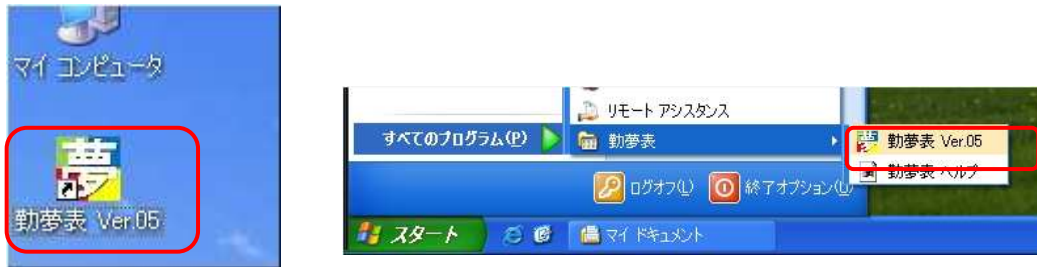 マイ コンピュータ
夢
勤夢表 Ver.05
リモート アシスタンス
すべてのプログラム(P)
勤夢表
勤夢表 Ver.05
勤夢表 ヘルプ
ログオフ(L)
終了オプション(U)
スタート
マイ ドキュメント